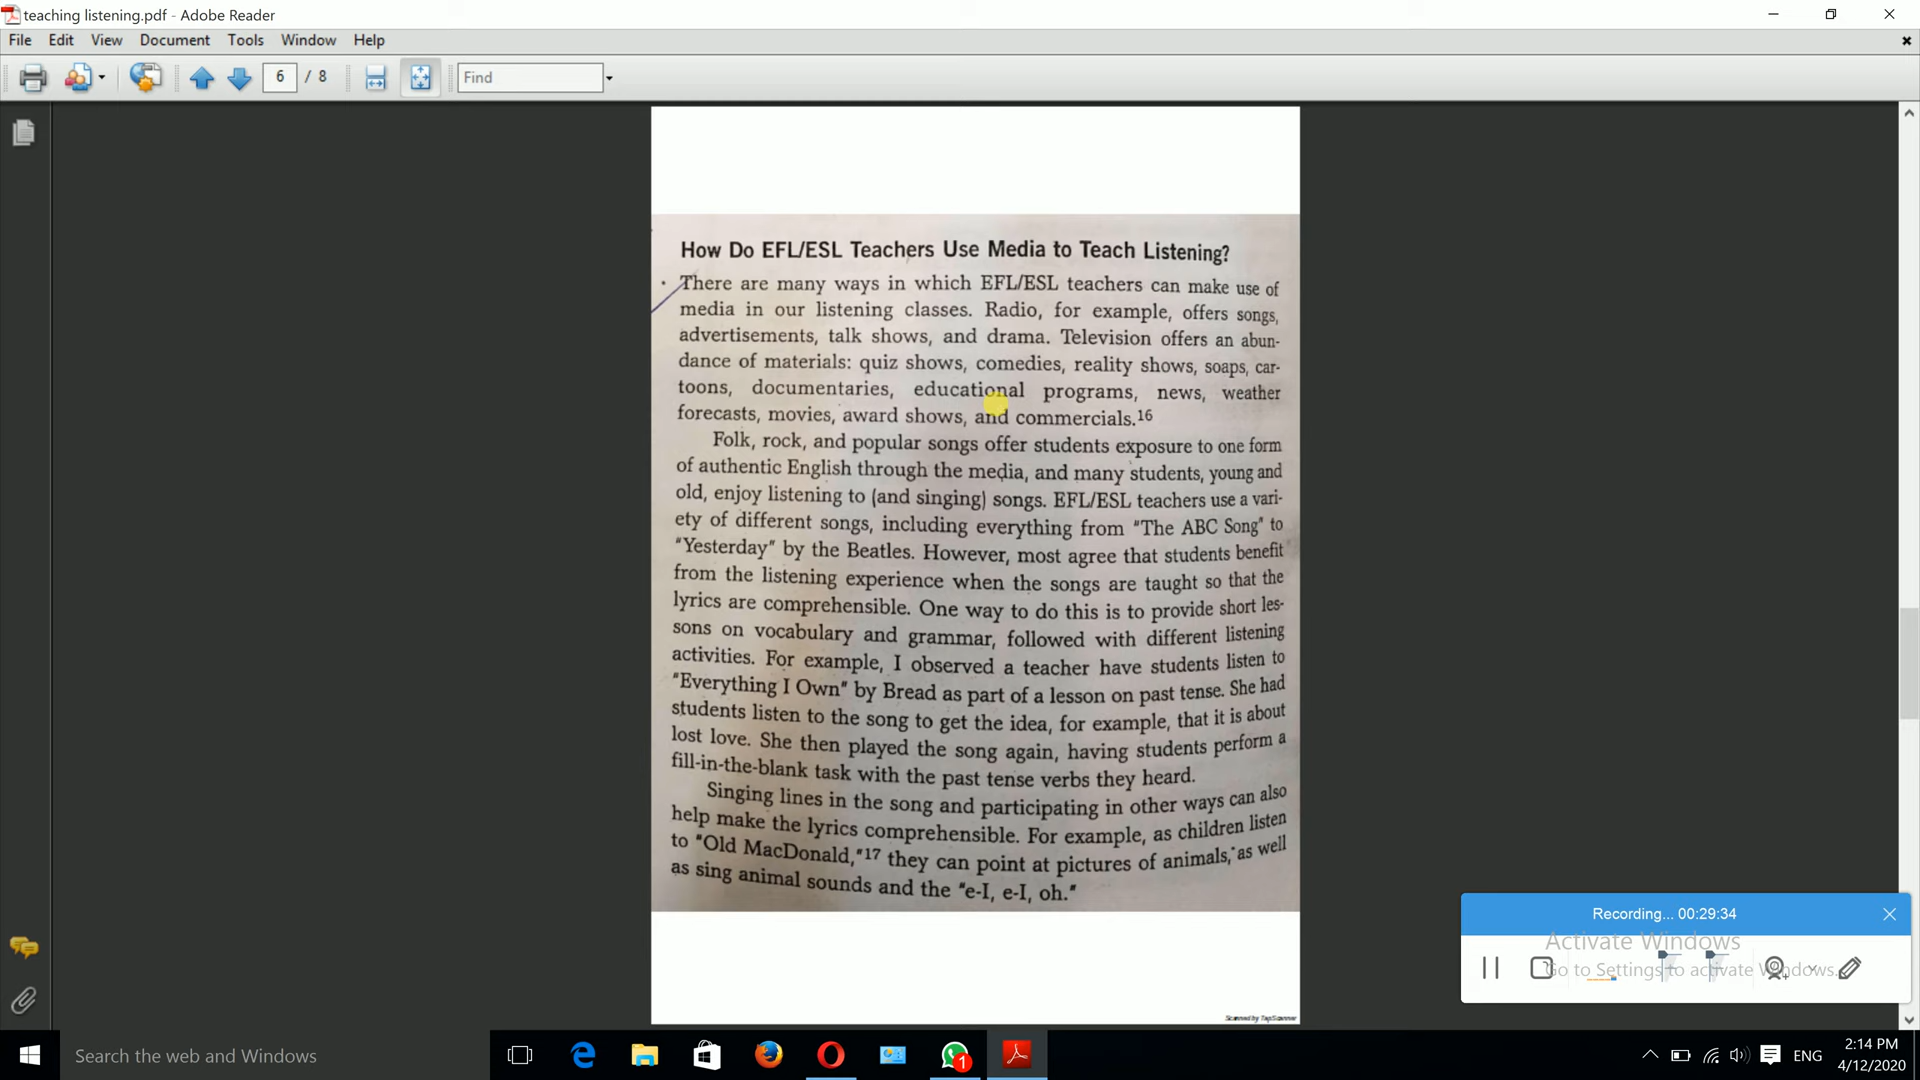 teaching listening.pdf - Adobe Reader
File Edit View Document Tools Window Help
6 / 8
Find
How Do EFL/ESL Teachers Use Media to Teach Listening?
There are many ways in which EFL/ESL teachers can make use of
media in our listening classes. Radio, for example, offers songs,
advertisements, talk shows, and drama. Television offers an abun-
dance of materials: quiz shows, comedies, reality shows, soaps, car-
toons, documentaries, educational programs, news, weather
forecasts, movies, award shows, and commercials.16
Folk, rock, and popular songs offer students exposure to one form
of authentic English through the media, and many students, young and
old, enjoy listening to (and singing) songs. EFL/ESL teachers use a vari-
ety of different songs, including everything from "The ABC Song" to
"Yesterday" by the Beatles. However, most agree that students benefit
from the listening experience when the songs are taught so that the
lyrics are comprehensible. One way to do this is to provide short les-
sons on vocabulary and grammar, followed with different listening
activities. For example, I observed a teacher have students listen to
"Everything I Own" by Bread as part of a lesson on past tense. She had
students listen to the song to get the idea, for example, that it is about
lost love. She then played the song again, having students perform a
fill-in-the-blank task with the past tense verbs they heard.
Singing lines in the song and participating in other ways can also
help make the lyrics comprehensible. For example, as children listen
to "Old MacDonald,"17 they can point at pictures of animals, as well
as sing animal sounds and the "e-I, e-I, oh."
Scanned by TapScanner
Recording... 00:29:34
Activate Windows
Go to Settings to activate Windows.
Search the web and Windows
1
ENG
2:14 PM
4/12/2020